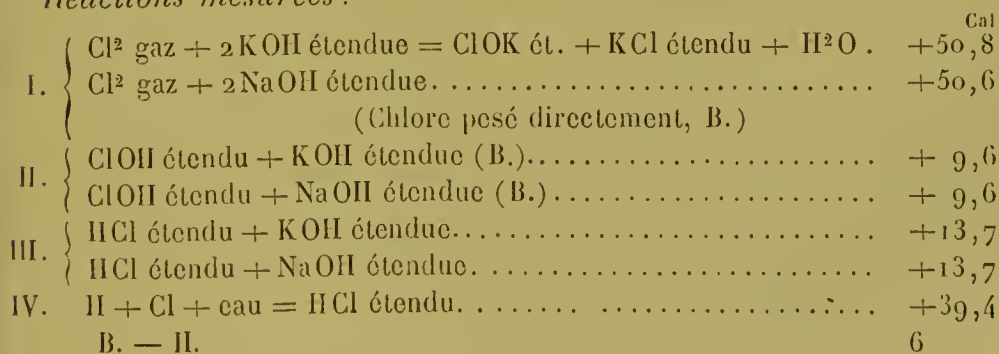 Réactions mesurées :
Cal
Cl² gaz + 2KOH étendue = ClOK ét. + KCl étendu + H²O . +50,8
I. Cl² gaz + 2NaOH étendue. . . . . . . . . . . . . . . . . . . . . . . . . . . . . +50,6
(Chlore pesé directement, B.)
II. ClOH étendu + KOH étendue (B.). . . . . . . . . . . . . . . . . . . . . . . + 9,6
ClOH étendu + NaOH étendue (B.). . . . . . . . . . . . . . . . . . . . . + 9,6
III. HCl étendu + KOH étendue. . . . . . . . . . . . . . . . . . . . . . . . . . +13,7
HCl étendu + NaOH étendue. . . . . . . . . . . . . . . . . . . . . . . . . +13,7
IV. H + Cl + eau = HCl étendu. . . . . . . . . . . . . . . . . . . . . . . . . +39,4
B. — II. 6